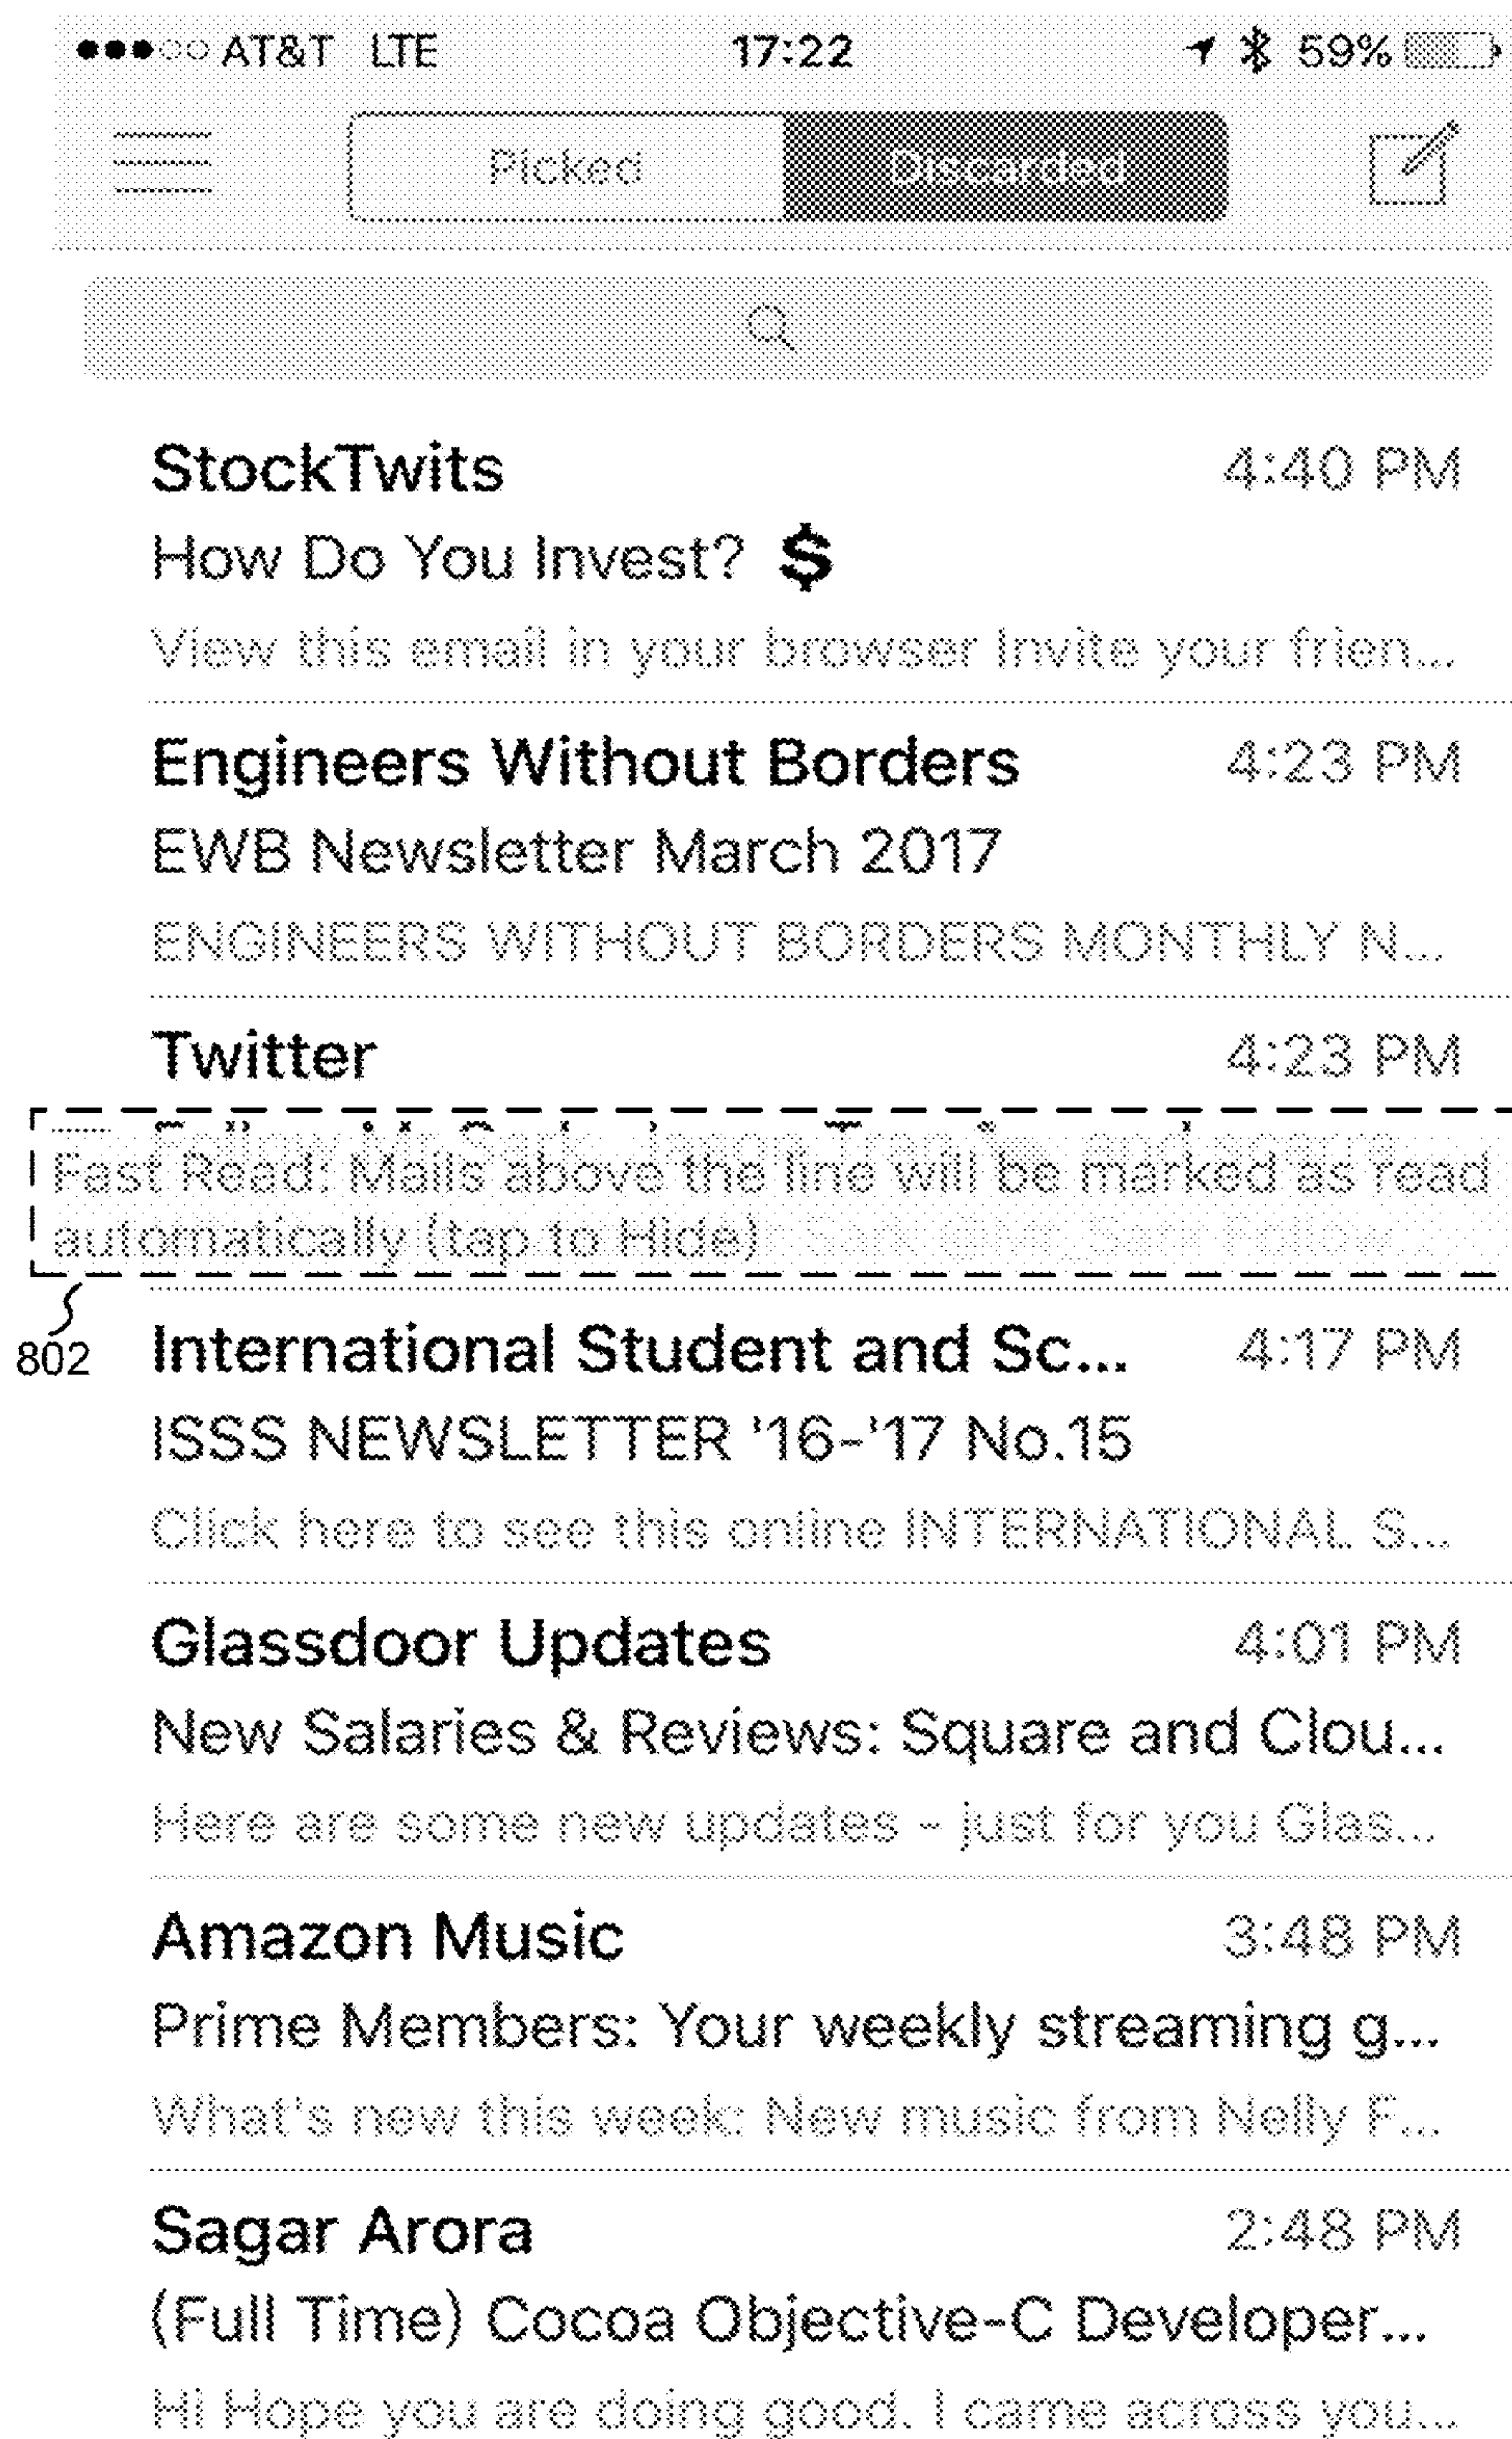 AT&T LTE 17:22 59%
Picked Discarded
StockTwits 4:40 PM
How Do You Invest? $
View this email in your browser Invite your frien...
Engineers Without Borders 4:23 PM
EWB Newsletter March 2017
ENGINEERS WITHOUT BORDERS MONTHLY N...
Twitter 4:23 PM
Fast Read: Mails above the line will be marked as read
automatically (tap to Hide)
802
International Student and Sc... 4:17 PM
ISSS NEWSLETTER '16-'17 No.15
Click here to see this online INTERNATIONAL S...
Glassdoor Updates 4:01 PM
New Salaries & Reviews: Square and Clou...
Here are some new updates - just for you Glas...
Amazon Music 3:48 PM
Prime Members: Your weekly streaming g...
What's new this week: New music from Nelly F...
Sagar Arora 2:48 PM
(Full Time) Cocoa Objective-C Developer...
Hi Hope you are doing good. I came across you...